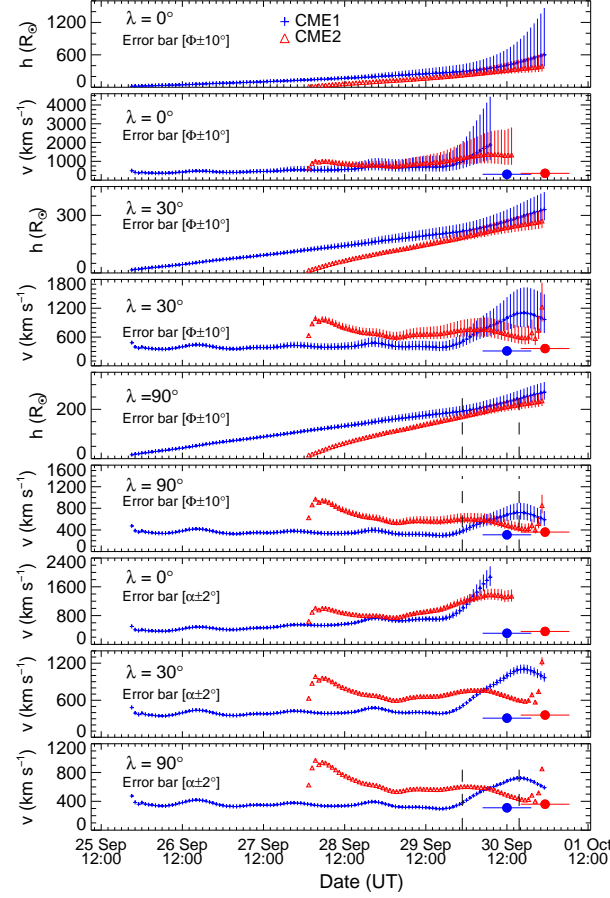 λ = 0°
Error bar [Φ±10°]
CME1
CME2
h (R☉)
1200
600
0
λ = 0°
Error bar [Φ±10°]
v (km s⁻¹)
4000
3000
2000
1000
0
λ = 30°
Error bar [Φ±10°]
h (R☉)
300
0
λ = 30°
Error bar [Φ±10°]
v (km s⁻¹)
1800
1200
600
0
λ =90°
Error bar [Φ±10°]
h (R☉)
200
0
λ = 90°
Error bar [Φ±10°]
v (km s⁻¹)
1600
1200
800
400
0
λ = 0°
Error bar [α±2°]
v (km s⁻¹)
2400
1600
800
0
λ = 30°
Error bar [α±2°]
v (km s⁻¹)
1200
600
0
λ = 90°
Error bar [α±2°]
v (km s⁻¹)
1200
800
400
0
25 Sep 26 Sep 27 Sep 28 Sep 29 Sep 30 Sep 01 Oct
12:00 12:00 12:00 12:00 12:00 12:00 12:00
Date (UT)